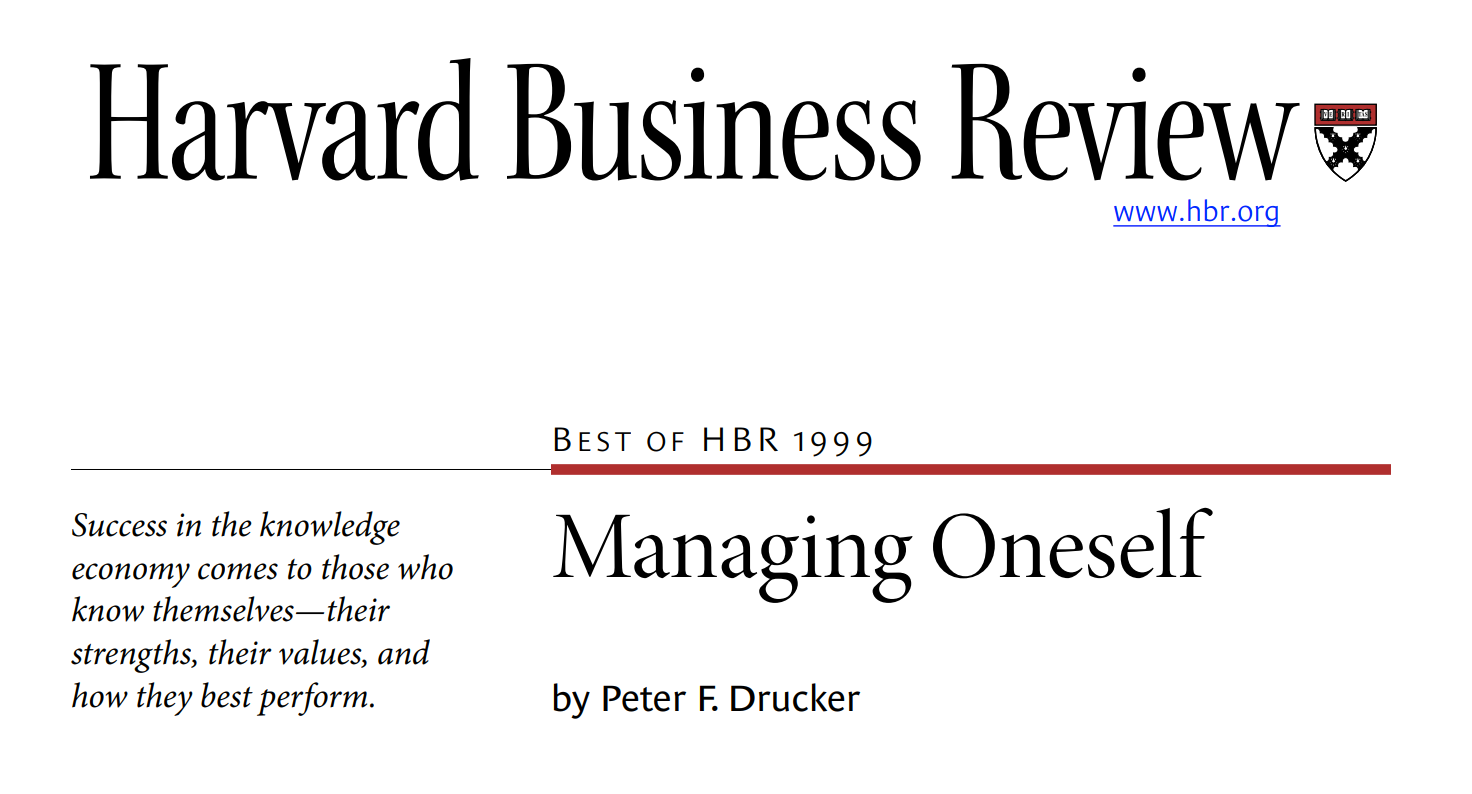 Harvard Business Review
www.hbr.org
BEST OF HBR 1999
Success in the knowledge
economy comes to those who
know themselves—their
strengths, their values, and
how they best perform.
Managing Oneself
by Peter F. Drucker